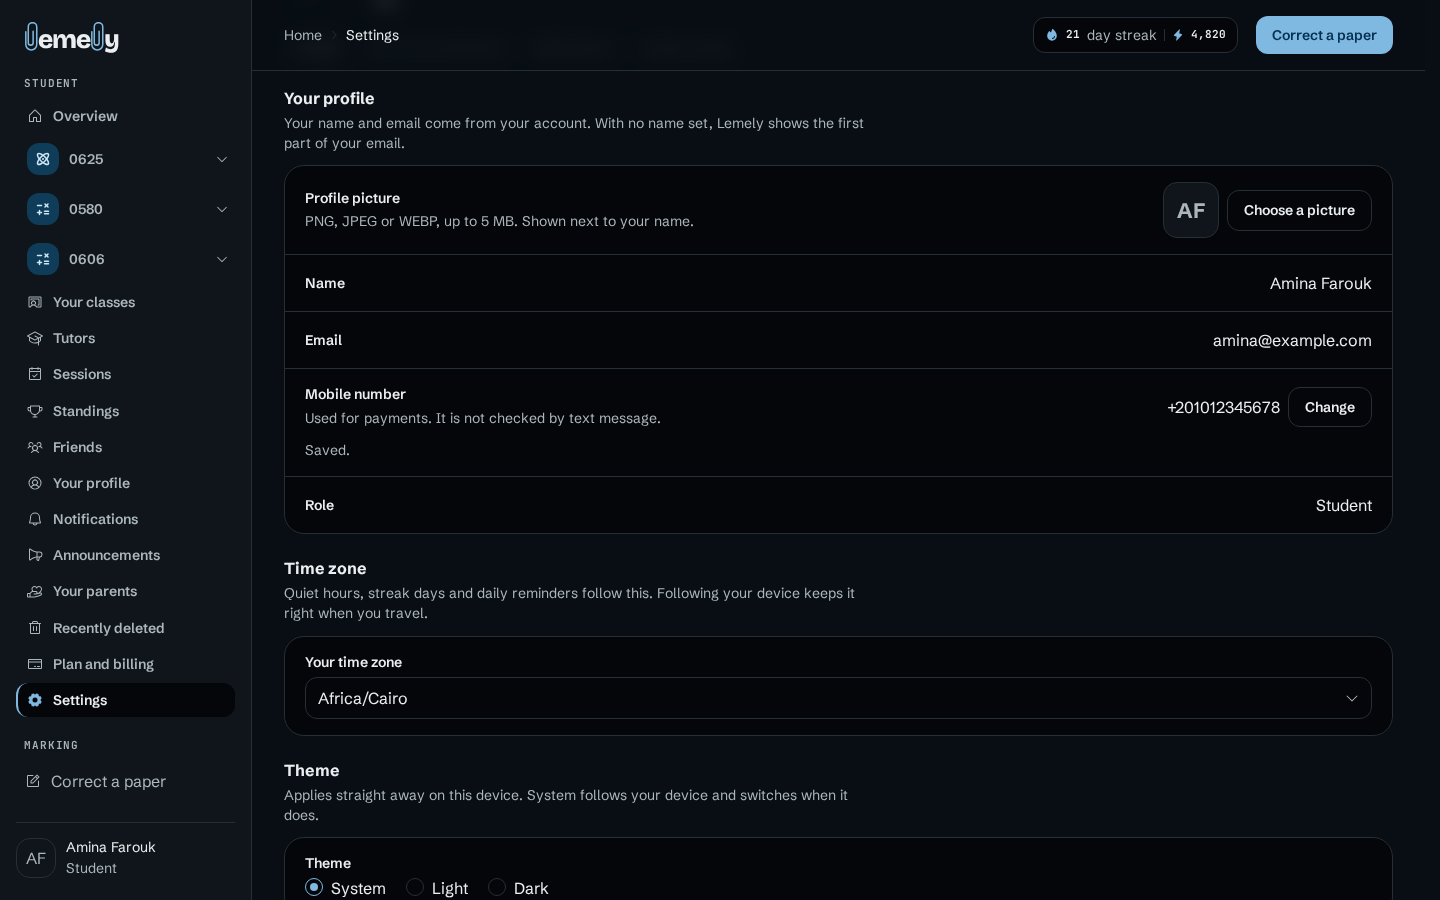 Lemely
STUDENT
Overview
0625
0580
0606
Your classes
Tutors
Sessions
Standings
Friends
Your profile
Notifications
Announcements
Your parents
Recently deleted
Plan and billing
Settings
MARKING
Correct a paper
AF
Amina Farouk
Student
Home
Settings
21 day streak
4,820
Correct a paper
Your profile
Your name and email come from your account. With no name set, Lemely shows the first
part of your email.
Profile picture
PNG, JPEG or WEBP, up to 5 MB. Shown next to your name.
AF
Choose a picture
Name
Amina Farouk
Email
amina@example.com
Mobile number
Used for payments. It is not checked by text message.
Saved.
+201012345678
Change
Role
Student
Time zone
Quiet hours, streak days and daily reminders follow this. Following your device keeps it
right when you travel.
Your time zone
Africa/Cairo
Theme
Applies straight away on this device. System follows your device and switches when it
does.
Theme
System
Light
Dark